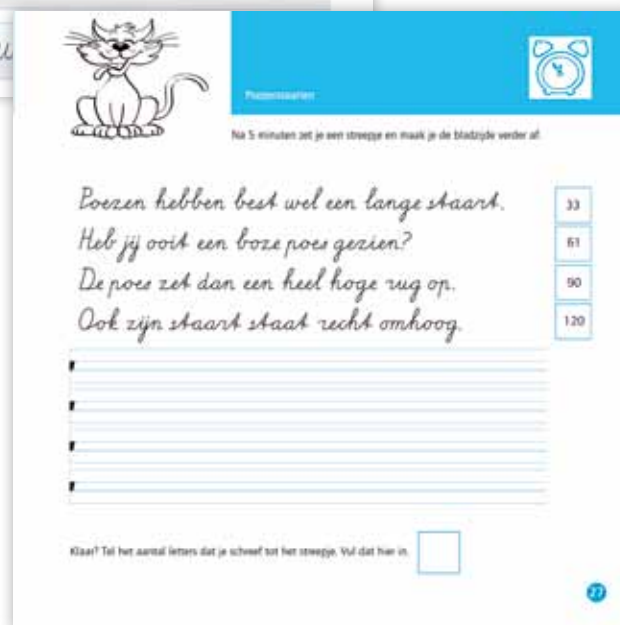 Poezenstaarten
Na 5 minuten zet je een streepje en maak je de bladzijde verder af.
Poezen hebben best wel een lange staart.
33
Heb jij ooit een boze poes gezien?
61
De poes zet dan een heel hoge rug op.
90
Ook zijn staart staat recht omhoog.
120
Klaar? Tel het aantal letters dat je schreef tot het streepje. Vul dat hier in.
27